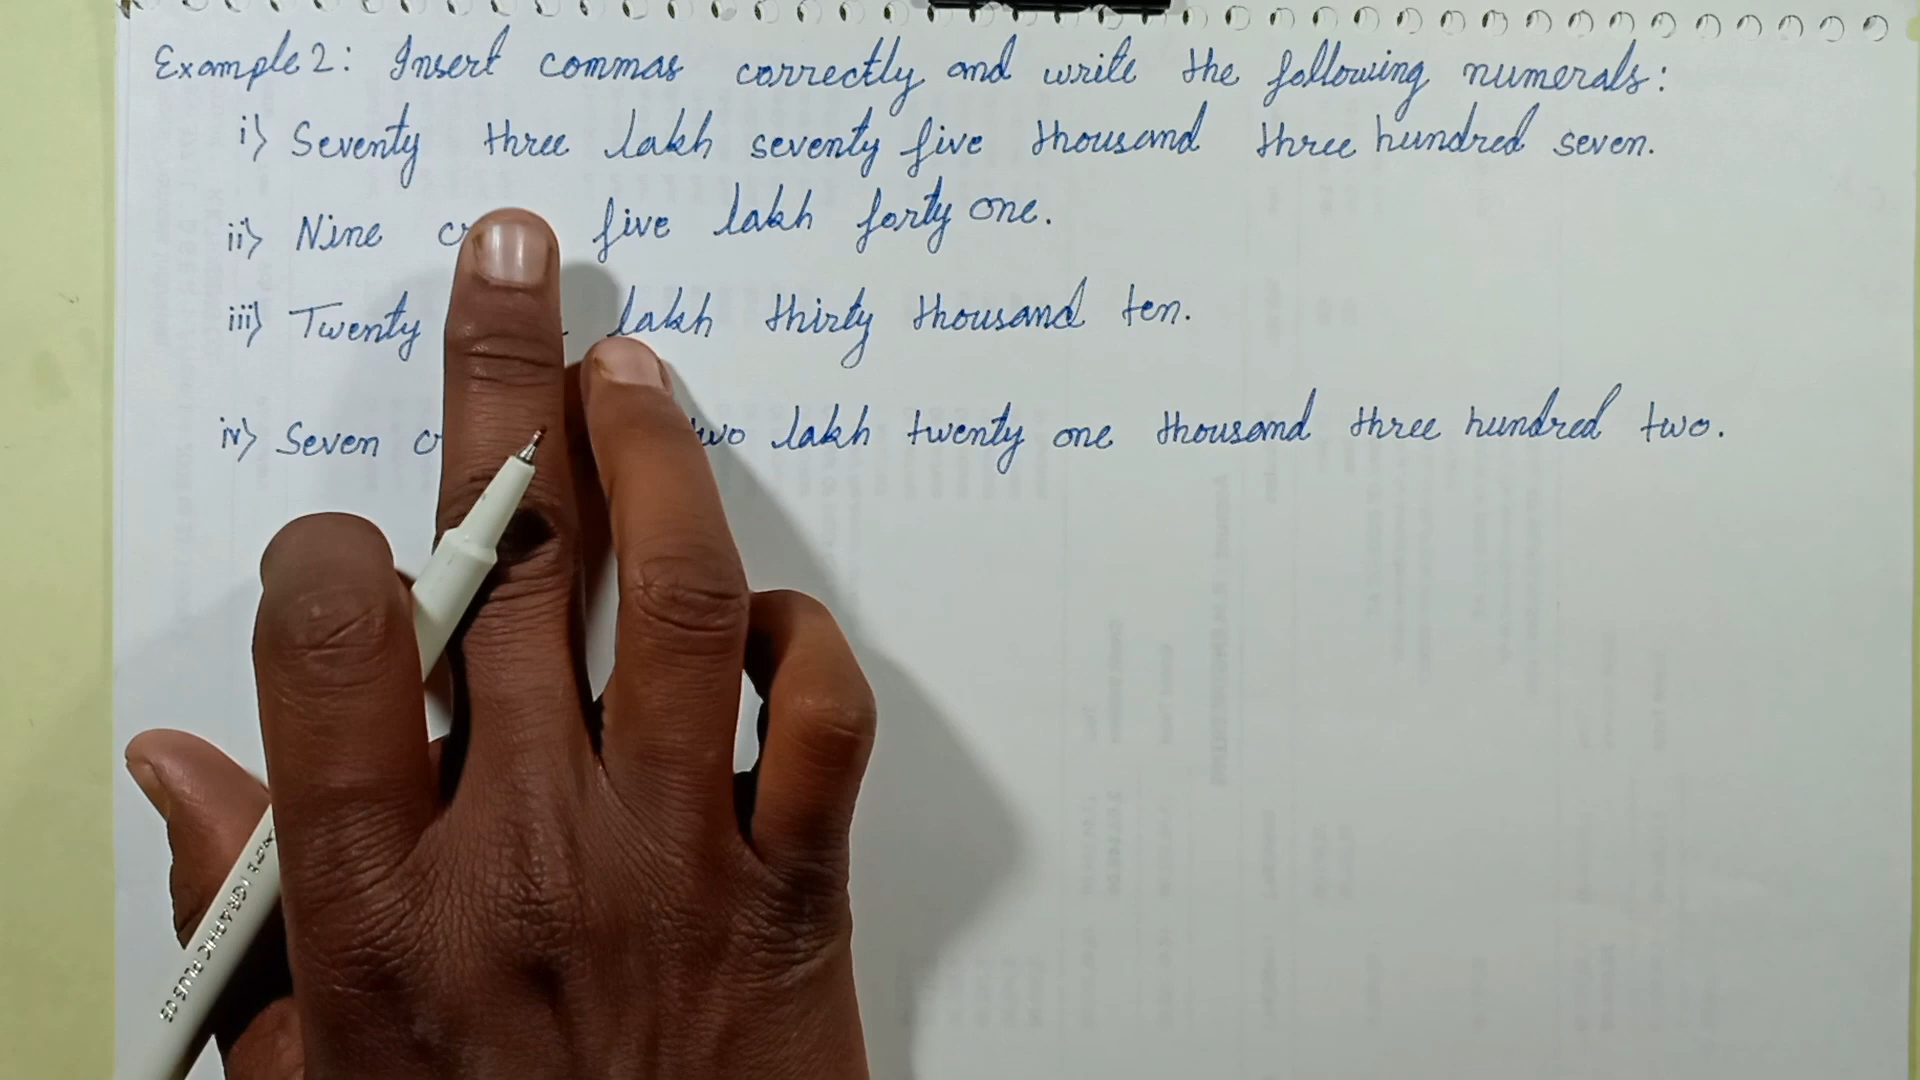 Example 2: Insert commas correctly and write the following numerals:
i) Seventy three lakh seventy five thousand three hundred seven.
ii) Nine five lakh forty one.
iii) Twenty lakh thirty thousand ten.
iv) Seven two lakh twenty one thousand three hundred two.